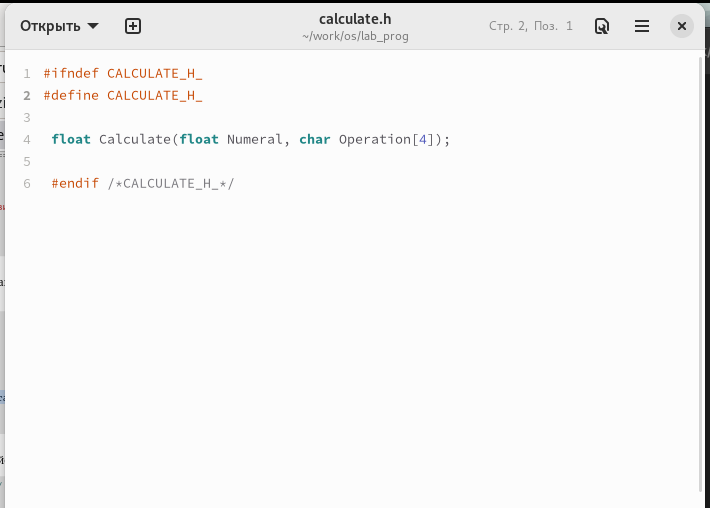 Открыть
calculate.h
~/work/os/lab_prog
Стр. 2, Поз. 1
1 #ifndef CALCULATE_H_
2 #define CALCULATE_H_
3
4 float Calculate(float Numeral, char Operation[4]);
5
6 #endif /*CALCULATE_H_*/